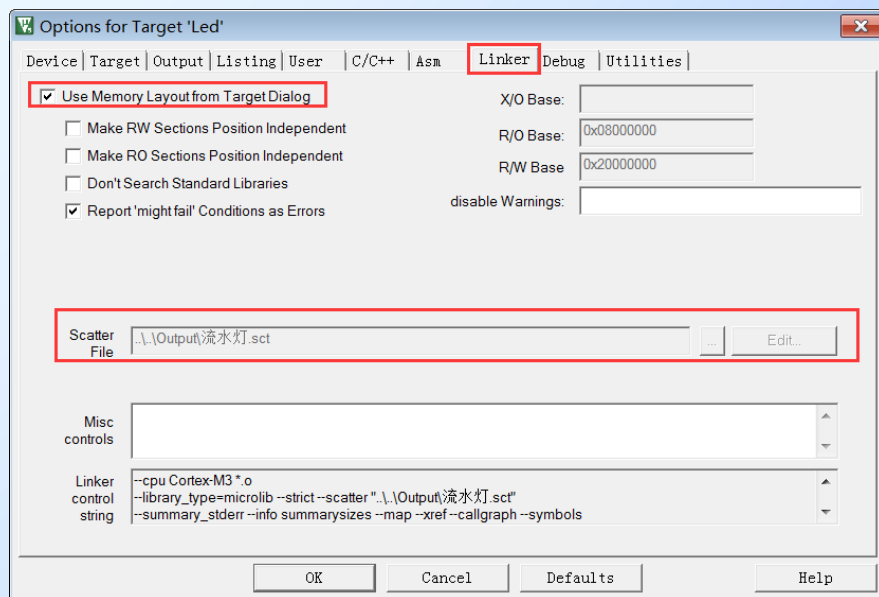 Options for Target 'Led'
Device Target Output Listing User C/C++ Asm Linker Debug Utilities
Use Memory Layout from Target Dialog
X/O Base:
Make RW Sections Position Independent
R/O Base: 0x08000000
Make RO Sections Position Independent
R/W Base 0x20000000
Don't Search Standard Libraries
disable Warnings:
Report 'might fail' Conditions as Errors
Scatter
File
..\..\Output\流水灯.sct
...
Edit...
Misc
controls
Linker
control
string
--cpu Cortex-M3 *.o
--library_type=microlib --strict --scatter "..\..\Output\流水灯.sct"
--summary_stderr --info summarysizes --map --xref --callgraph --symbols
OK Cancel Defaults Help